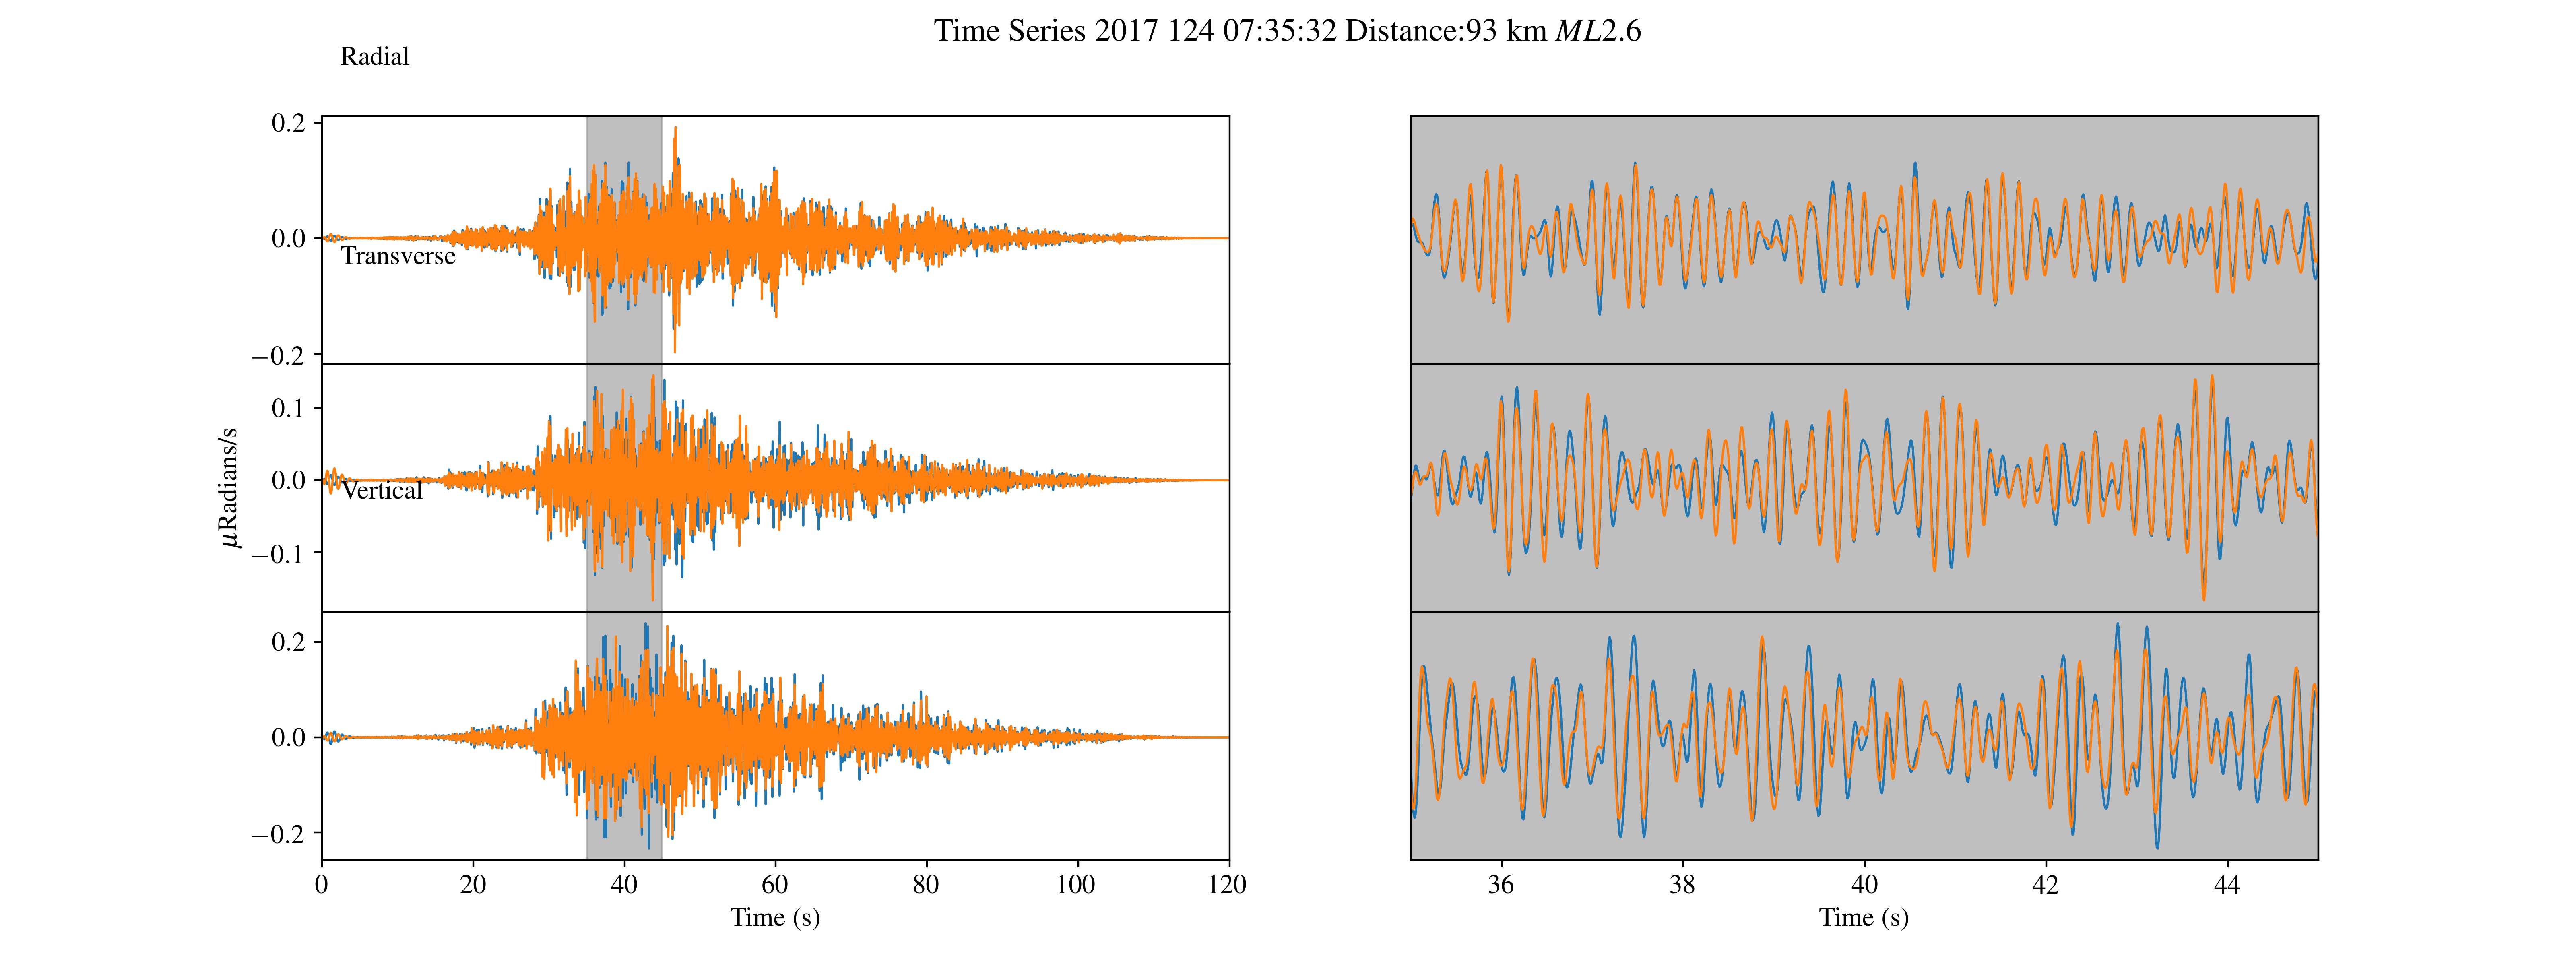 Time Series 2017 124 07:35:32 Distance:93 km ML2.6
Radial
0.2
0.0
−0.2
Transverse
0.1
0.0
−0.1
Vertical
µRadians/s
0.2
0.0
−0.2
0 20 40 60 80 100 120
Time (s)
36 38 40 42 44
Time (s)